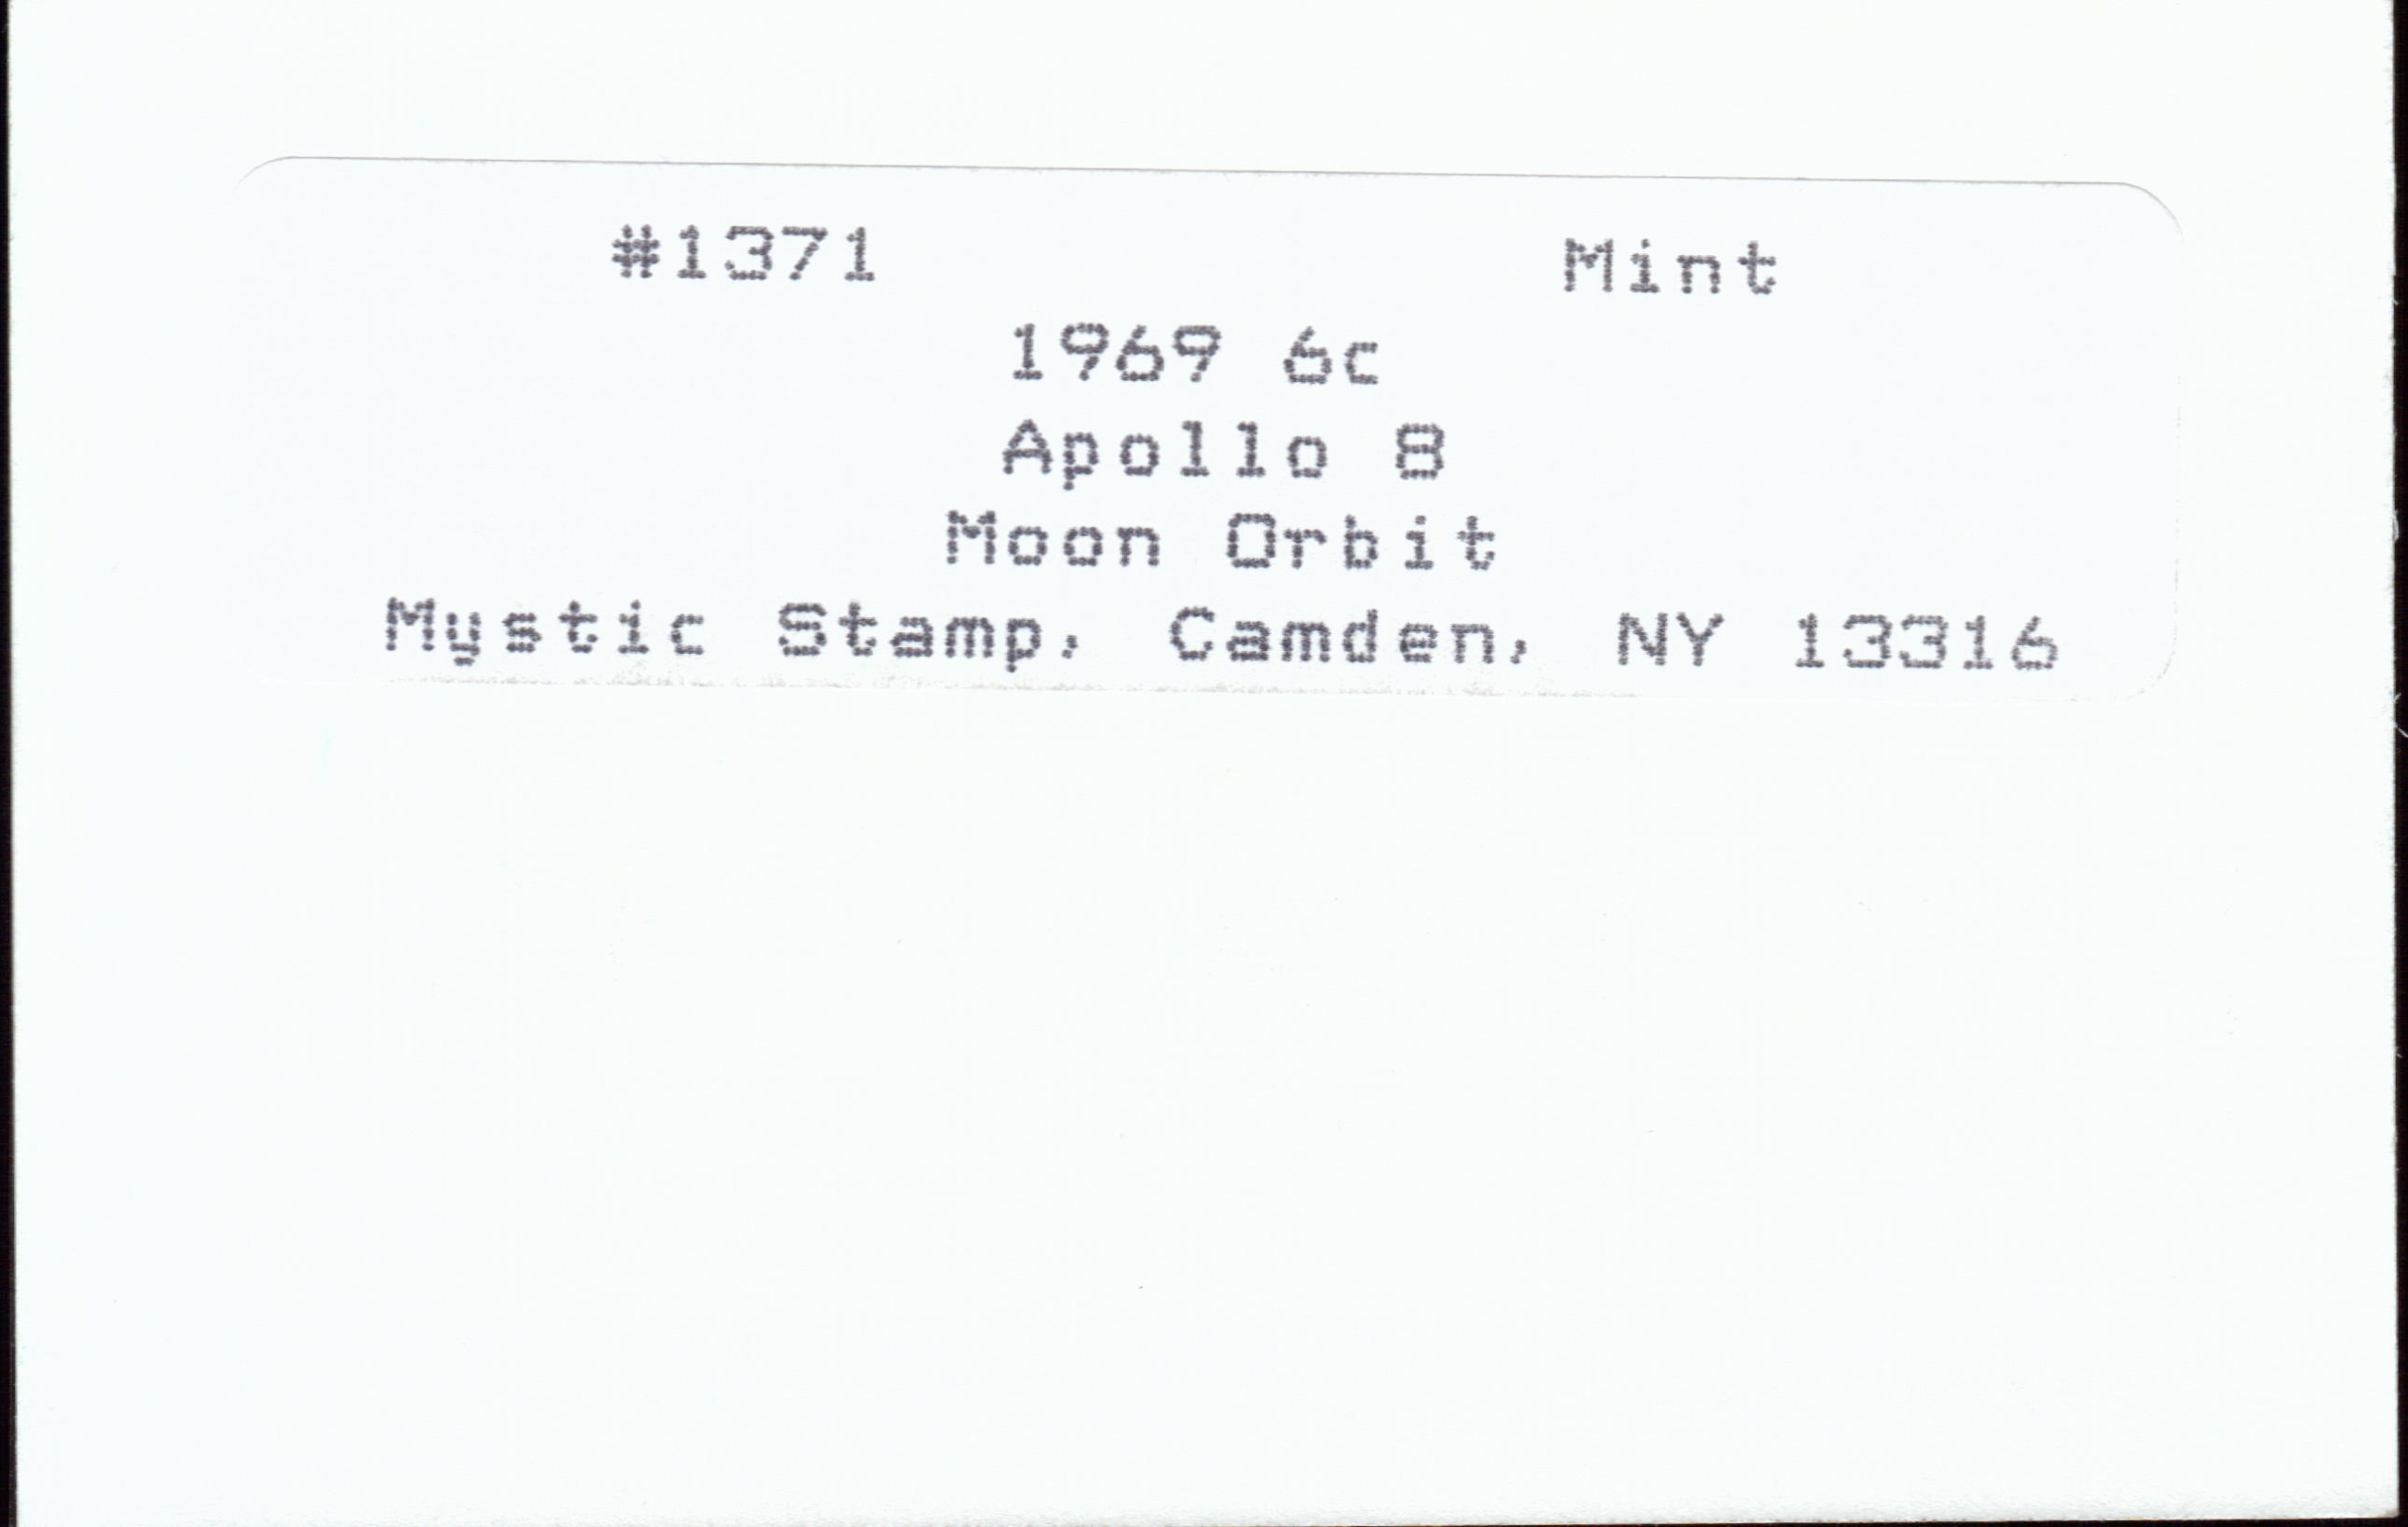 #1371 Mint
1969 6c
Apollo 8
Moon Orbit
Mystic Stamp, Camden, NY 13316